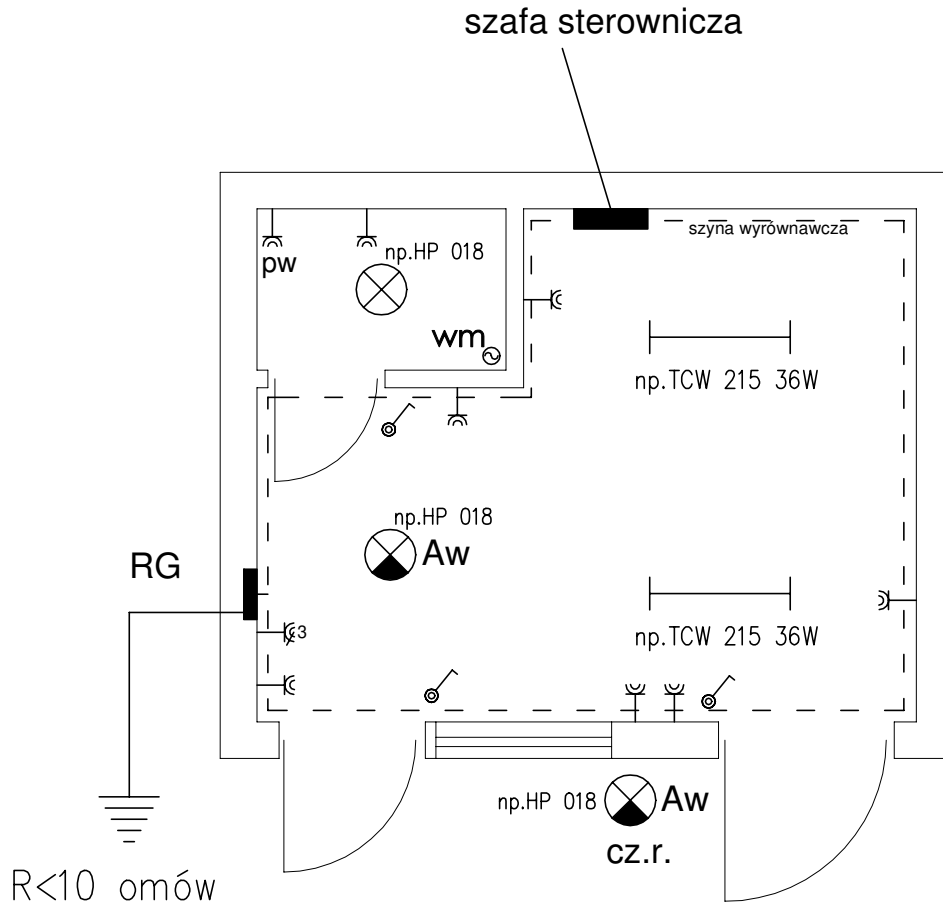 szafa sterownicza
szyna wyrównawcza
pw
np.HP 018
wm
np.TCW 215 36W
np.HP 018
Aw
RG
3
np.TCW 215 36W
np.HP 018
Aw
cz.r.
R<10 omów